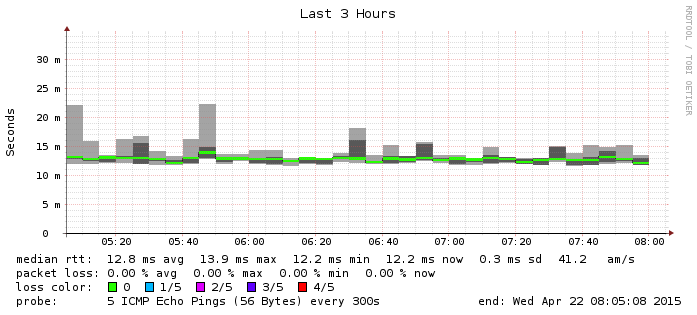 Last 3 Hours
RRDTOOL / TOBI OETIKER
Seconds
30 m
25 m
20 m
15 m
10 m
5 m
0
05:20 05:40 06:00 06:20 06:40 07:00 07:20 07:40 08:00
median rtt: 12.8 ms avg 13.9 ms max 12.2 ms min 12.2 ms now 0.3 ms sd 41.2 am/s
packet loss: 0.00 % avg 0.00 % max 0.00 % min 0.00 % now
loss color: 0 1/5 2/5 3/5 4/5
probe: 5 ICMP Echo Pings (56 Bytes) every 300s end: Wed Apr 22 08:05:08 2015